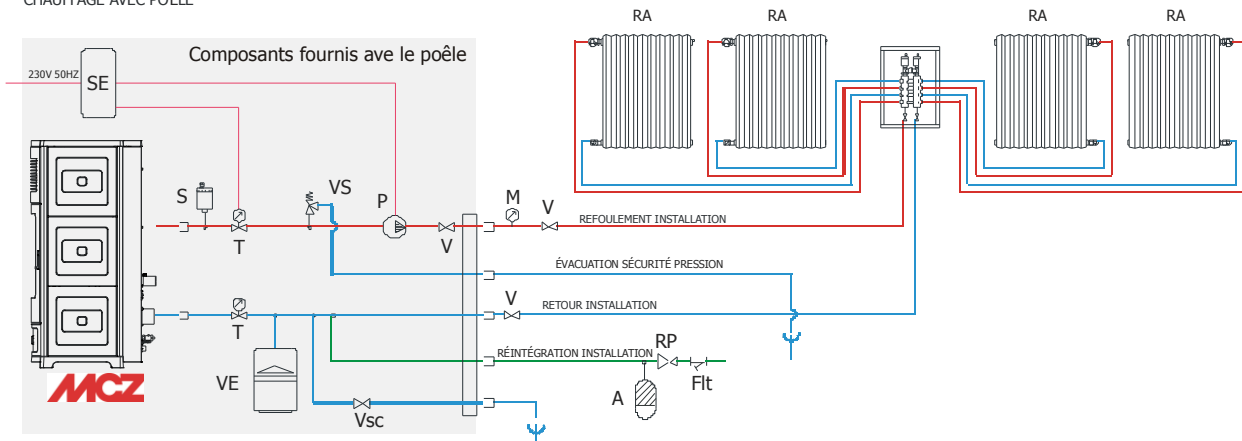 CHAUFFAGE AVEC POÊLE
RA
RA
RA
RA
Composants fournis ave le poêle
230V 50HZ
SE
S
VS
P
M
V
REFOULEMENT INSTALLATION
T
V
ÉVACUATION SÉCURITÉ PRESSION
V
RETOUR INSTALLATION
T
RP
RÉINTÉGRATION INSTALLATION
VE
Flt
A
MCZ
Vsc